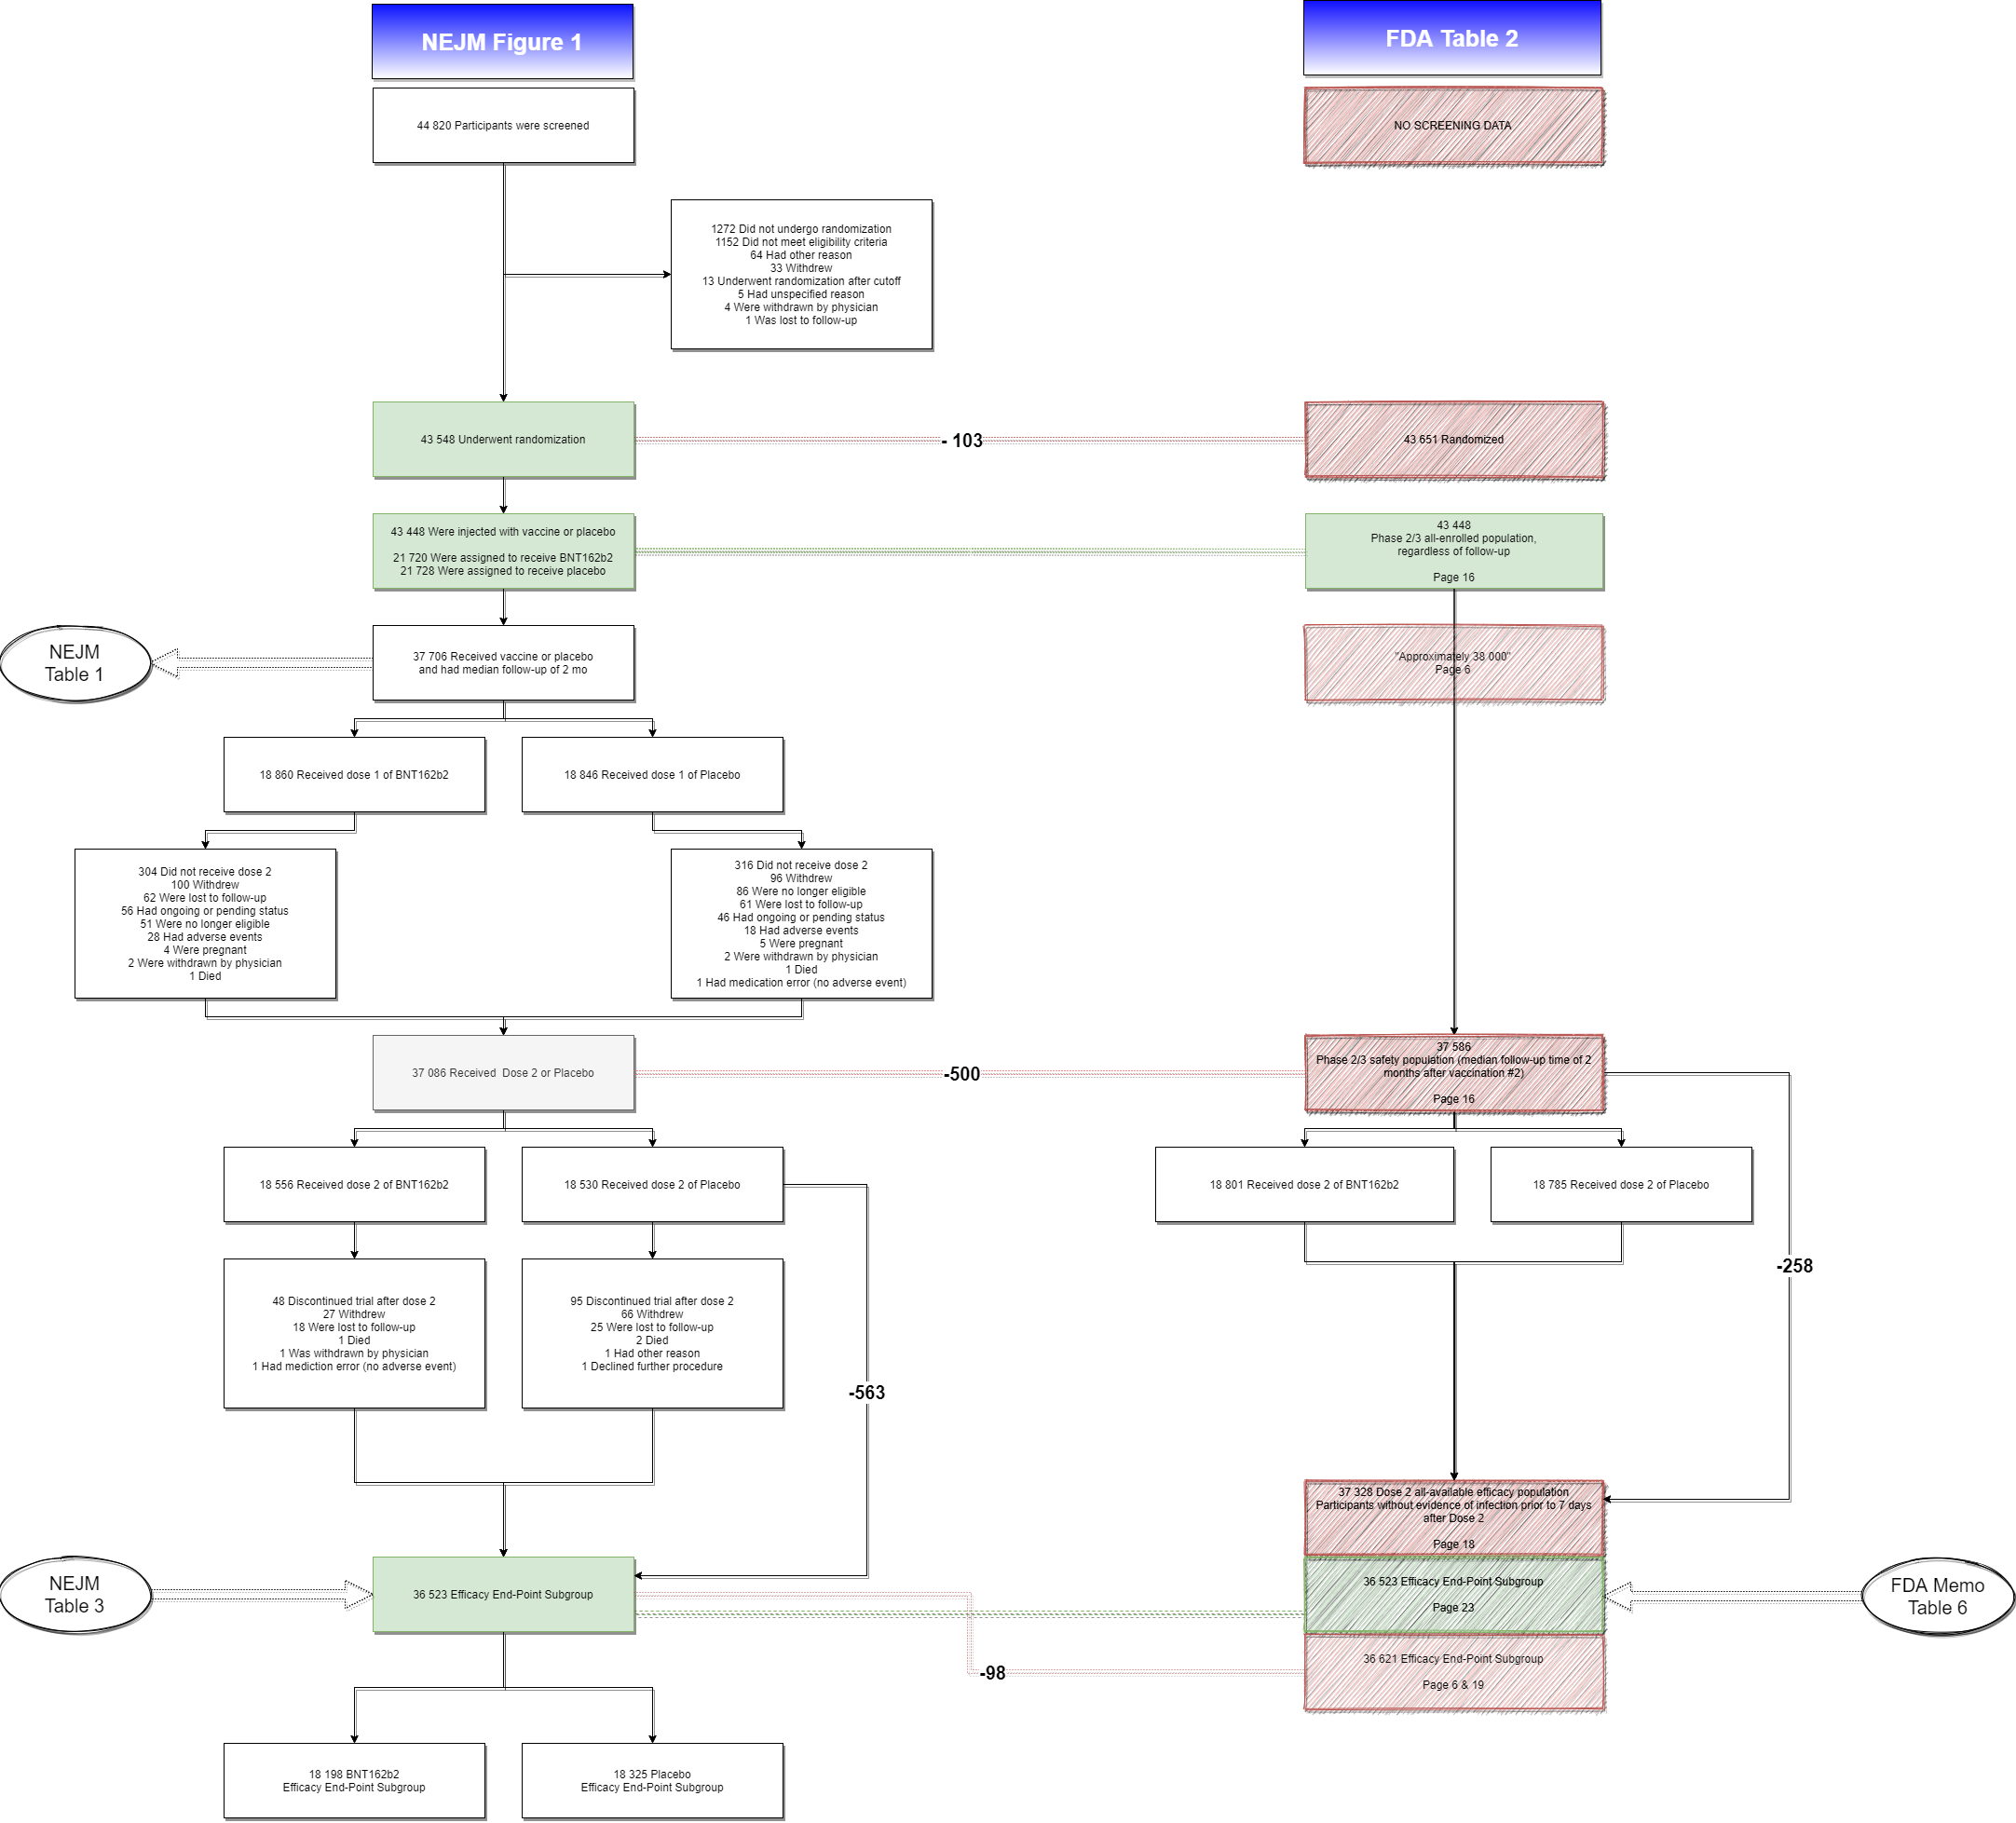 NEJM Figure 1
FDA Table 2
44 820 Participants were screened
NO SCREENING DATA
1272 Did not undergo randomization
1152 Did not meet eligibility criteria
64 Had other reason
33 Withdrew
13 Underwent randomization after cutoff
5 Had unspecified reason
4 Were withdrawn by physician
1 Was lost to follow-up
43 548 Underwent randomization
- 103
43 651 Randomized
43 448 Were injected with vaccine or placebo
21 720 Were assigned to receive BNT162b2
21 728 Were assigned to receive placebo
43 448
Phase 2/3 all-enrolled population,
regardless of follow-up
Page 16
NEJM
Table 1
37 706 Received vaccine or placebo
and had median follow-up of 2 mo
"Approximately 38 000"
Page 6
18 860 Received dose 1 of BNT162b2
18 846 Received dose 1 of Placebo
304 Did not receive dose 2
100 Withdrew
62 Were lost to follow-up
56 Had ongoing or pending status
51 Were no longer eligible
28 Had adverse events
4 Were pregnant
2 Were withdrawn by physician
1 Died
316 Did not receive dose 2
96 Withdrew
86 Were no longer eligible
61 Were lost to follow-up
46 Had ongoing or pending status
18 Had adverse events
5 Were pregnant
2 Were withdrawn by physician
1 Died
1 Had medication error (no adverse event)
37 086 Received Dose 2 or Placebo
-500
37 586
Phase 2/3 safety population (median follow-up time of 2
months after vaccination #2)
Page 16
18 556 Received dose 2 of BNT162b2
18 530 Received dose 2 of Placebo
18 801 Received dose 2 of BNT162b2
18 785 Received dose 2 of Placebo
-258
48 Discontinued trial after dose 2
27 Withdrew
18 Were lost to follow-up
1 Died
1 Was withdrawn by physician
1 Had mediction error (no adverse event)
95 Discontinued trial after dose 2
66 Withdrew
25 Were lost to follow-up
2 Died
1 Had other reason
1 Declined further procedure
-563
37 328 Dose 2 all-available efficacy population
Participants without evidence of infection prior to 7 days
after Dose 2
Page 18
NEJM
Table 3
36 523 Efficacy End-Point Subgroup
36 523 Efficacy End-Point Subgroup
Page 23
FDA Memo
Table 6
-98
36 621 Efficacy End-Point Subgroup
Page 6 & 19
18 198 BNT162b2
Efficacy End-Point Subgroup
18 325 Placebo
Efficacy End-Point Subgroup